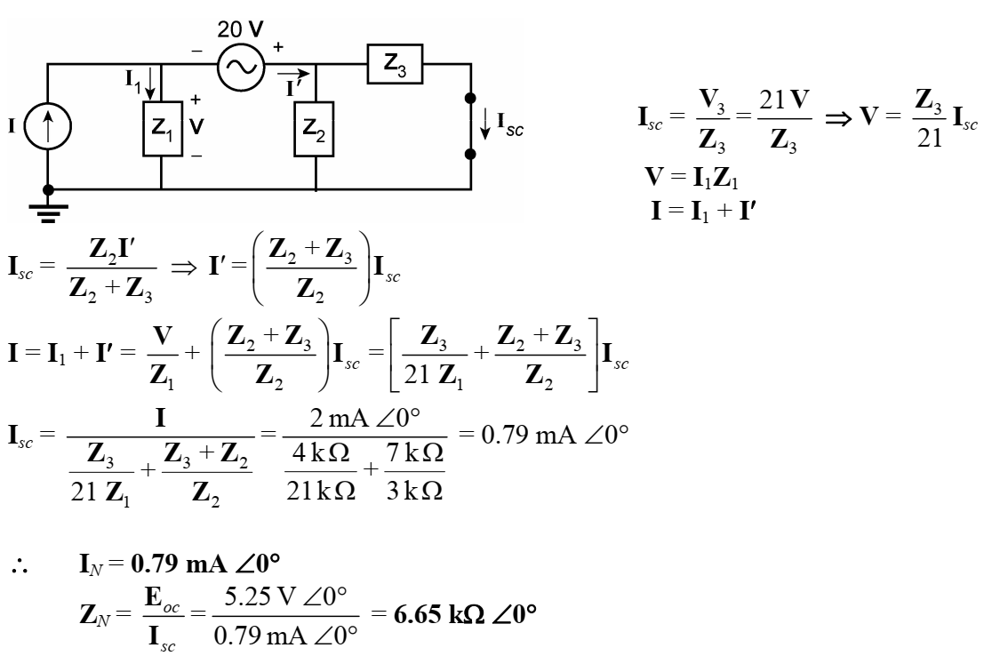 20 V
− +
I₁ I′ Z₃
I + Z₁ V − Z₂ I_sc
I_sc = V₃/Z₃ = 21V/Z₃ ⇒ V = (Z₃/21) I_sc
V = I₁Z₁
I = I₁ + I′
I_sc = Z₂I′/(Z₂ + Z₃) ⇒ I′ = ((Z₂ + Z₃)/Z₂) I_sc
I = I₁ + I′ = V/Z₁ + ((Z₂ + Z₃)/Z₂) I_sc = [Z₃/(21 Z₁) + (Z₂ + Z₃)/Z₂] I_sc
I_sc = I/(Z₃/(21 Z₁) + (Z₃ + Z₂)/Z₂) = 2 mA ∠0°/(4 kΩ/21 kΩ + 7 kΩ/3 kΩ) = 0.79 mA ∠0°
∴ I_N = 0.79 mA ∠0°
Z_N = E_oc/I_sc = 5.25 V ∠0°/0.79 mA ∠0° = 6.65 kΩ ∠0°